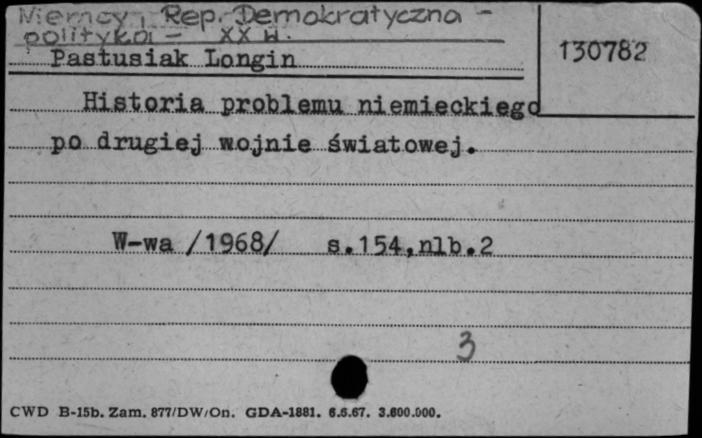 Niemcy, Rep. Demokratyczna -
polityka - XX w.
Pastusiak Longin
130782
Historia problemu niemieckiego
po drugiej wojnie światowej.
W-wa /1968/ s.154,nlb.2
3
CWD B-15b. Zam. 877/DW/On. GDA-1881. 6.6.67. 3.600.000.